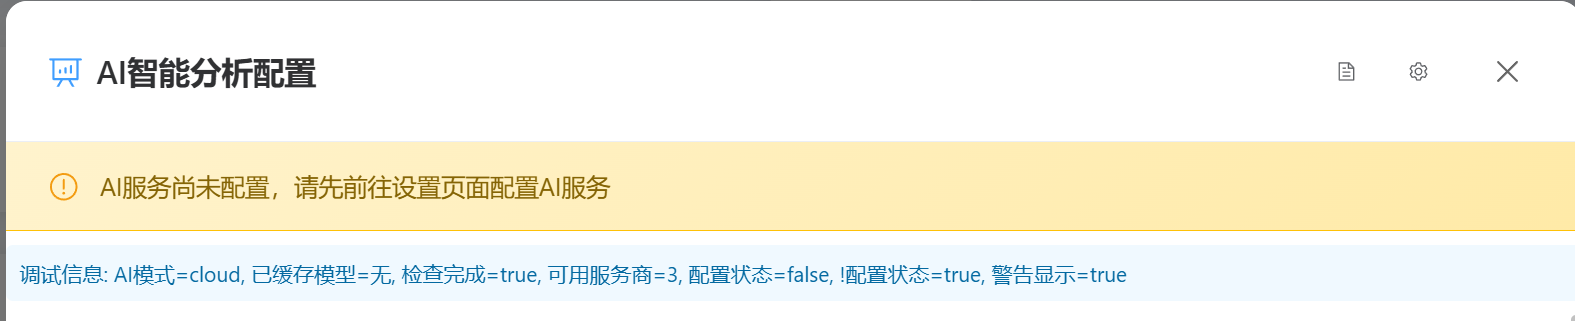 AI智能分析配置
AI服务尚未配置，请先前往设置页面配置AI服务
调试信息: AI模式=cloud, 已缓存模型=无, 检查完成=true, 可用服务商=3, 配置状态=false, !配置状态=true, 警告显示=true